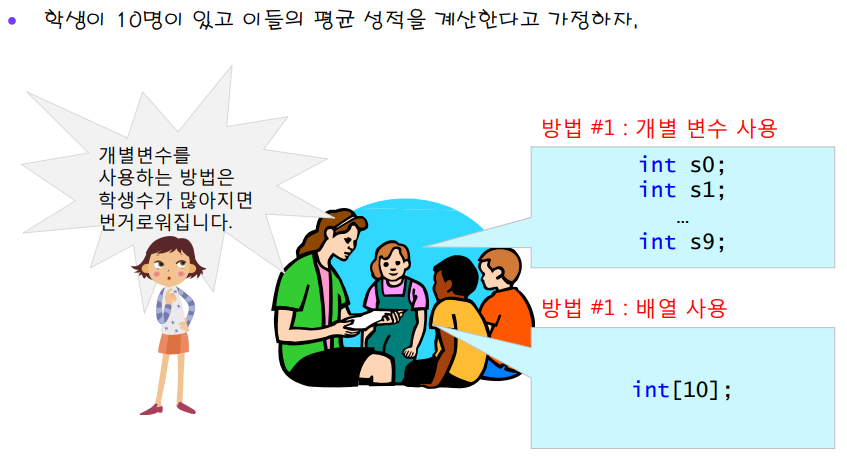 학생이 10명이 있고 이들의 평균 성적을 계산한다고 가정하자.
개별변수를
사용하는 방법은
학생수가 많아지면
번거로워집니다.
방법 #1 : 개별 변수 사용
int s0;
int s1;
…
int s9;
방법 #1 : 배열 사용
int[10];